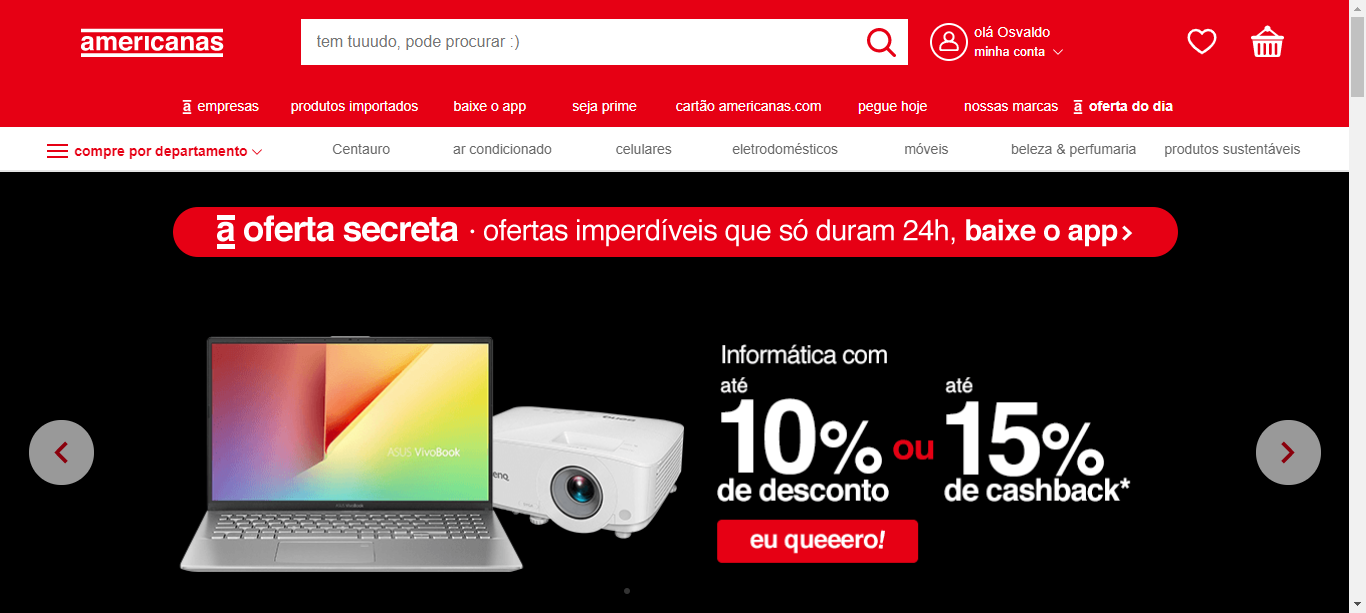 americanas
tem tuuudo, pode procurar :)
olá Osvaldo
minha conta
a empresas
produtos importados
baixe o app
seja prime
cartão americanas.com
pegue hoje
nossas marcas
a oferta do dia
compre por departamento
Centauro
ar condicionado
celulares
eletrodomésticos
móveis
beleza & perfumaria
produtos sustentáveis
a oferta secreta · ofertas imperdíveis que só duram 24h, baixe o app >
ASUS VivoBook
Informática com
até
10%
de desconto
ou
até
15%
de cashback*
eu queeero!